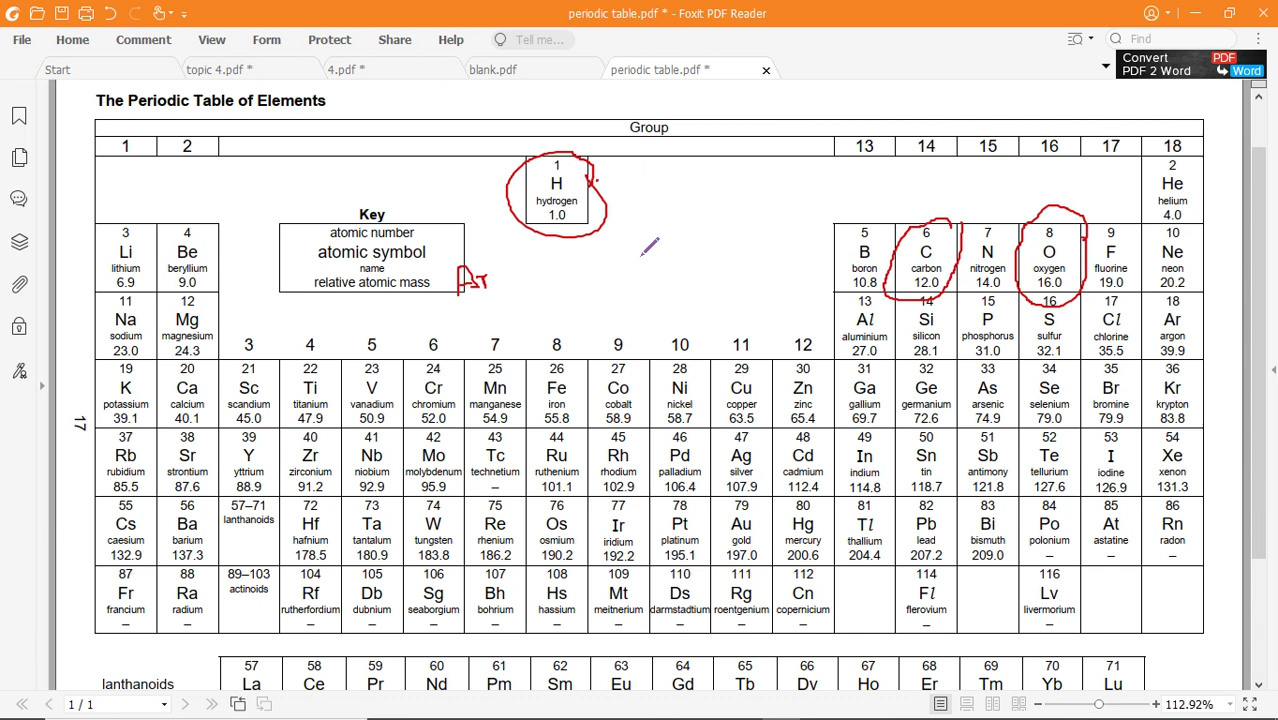 periodic table.pdf * - Foxit PDF Reader
File Home Comment View Form Protect Share Help Tell me... Find
Start topic 4.pdf * 4.pdf * blank.pdf periodic table.pdf *
Convert PDF
PDF 2 Word Word
The Periodic Table of Elements
Group
1 2 13 14 15 16 17 18
1 2
H He
hydrogen helium
1.0 4.0
Key
atomic number
atomic symbol
name
relative atomic mass
3 4 5 6 7 8 9 10
Li Be B C N O F Ne
lithium beryllium boron carbon nitrogen oxygen fluorine neon
6.9 9.0 10.8 12.0 14.0 16.0 19.0 20.2
11 12 13 14 15 16 17 18
Na Mg Al Si P S Cl Ar
sodium magnesium aluminium silicon phosphorus sulfur chlorine argon
23.0 24.3 27.0 28.1 31.0 32.1 35.5 39.9
3 4 5 6 7 8 9 10 11 12
19 20 21 22 23 24 25 26 27 28 29 30 31 32 33 34 35 36
K Ca Sc Ti V Cr Mn Fe Co Ni Cu Zn Ga Ge As Se Br Kr
potassium calcium scandium titanium vanadium chromium manganese iron cobalt nickel copper zinc gallium germanium arsenic selenium bromine krypton
39.1 40.1 45.0 47.9 50.9 52.0 54.9 55.8 58.9 58.7 63.5 65.4 69.7 72.6 74.9 79.0 79.9 83.8
37 38 39 40 41 42 43 44 45 46 47 48 49 50 51 52 53 54
Rb Sr Y Zr Nb Mo Tc Ru Rh Pd Ag Cd In Sn Sb Te I Xe
rubidium strontium yttrium zirconium niobium molybdenum technetium ruthenium rhodium palladium silver cadmium indium tin antimony tellurium iodine xenon
85.5 87.6 88.9 91.2 92.9 95.9 – 101.1 102.9 106.4 107.9 112.4 114.8 118.7 121.8 127.6 126.9 131.3
55 56 57–71 72 73 74 75 76 77 78 79 80 81 82 83 84 85 86
Cs Ba lanthanoids Hf Ta W Re Os Ir Pt Au Hg Tl Pb Bi Po At Rn
caesium barium hafnium tantalum tungsten rhenium osmium iridium platinum gold mercury thallium lead bismuth polonium astatine radon
132.9 137.3 178.5 180.9 183.8 186.2 190.2 192.2 195.1 197.0 200.6 204.4 207.2 209.0 – – –
87 88 89–103 104 105 106 107 108 109 110 111 112 114 116
Fr Ra actinoids Rf Db Sg Bh Hs Mt Ds Rg Cn Fl Lv
francium radium rutherfordium dubnium seaborgium bohrium hassium meitnerium darmstadtium roentgenium copernicium flerovium livermorium
– – – – – – – – – – – – –
17
57 58 59 60 61 62 63 64 65 66 67 68 69 70 71
lanthanoids La Ce Pr Nd Pm Sm Eu Gd Tb Dy Ho Er Tm Yb Lu
1 / 1 112.92%